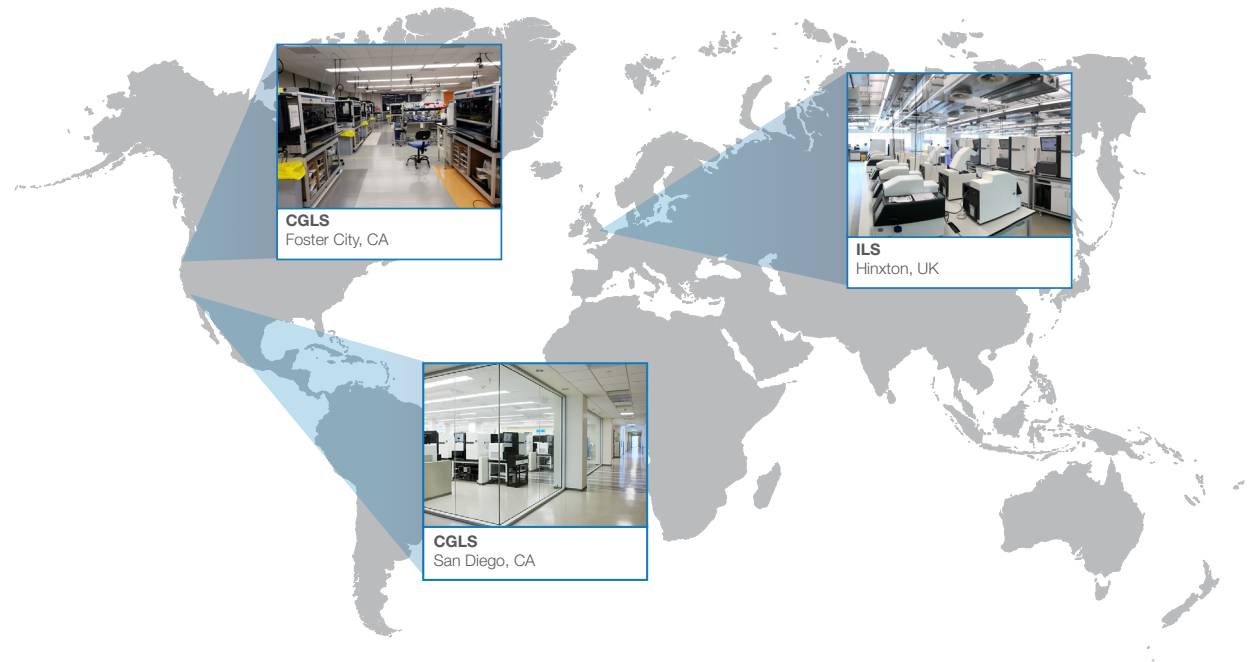 CGLS
Foster City, CA
ILS
Hinxton, UK
CGLS
San Diego, CA